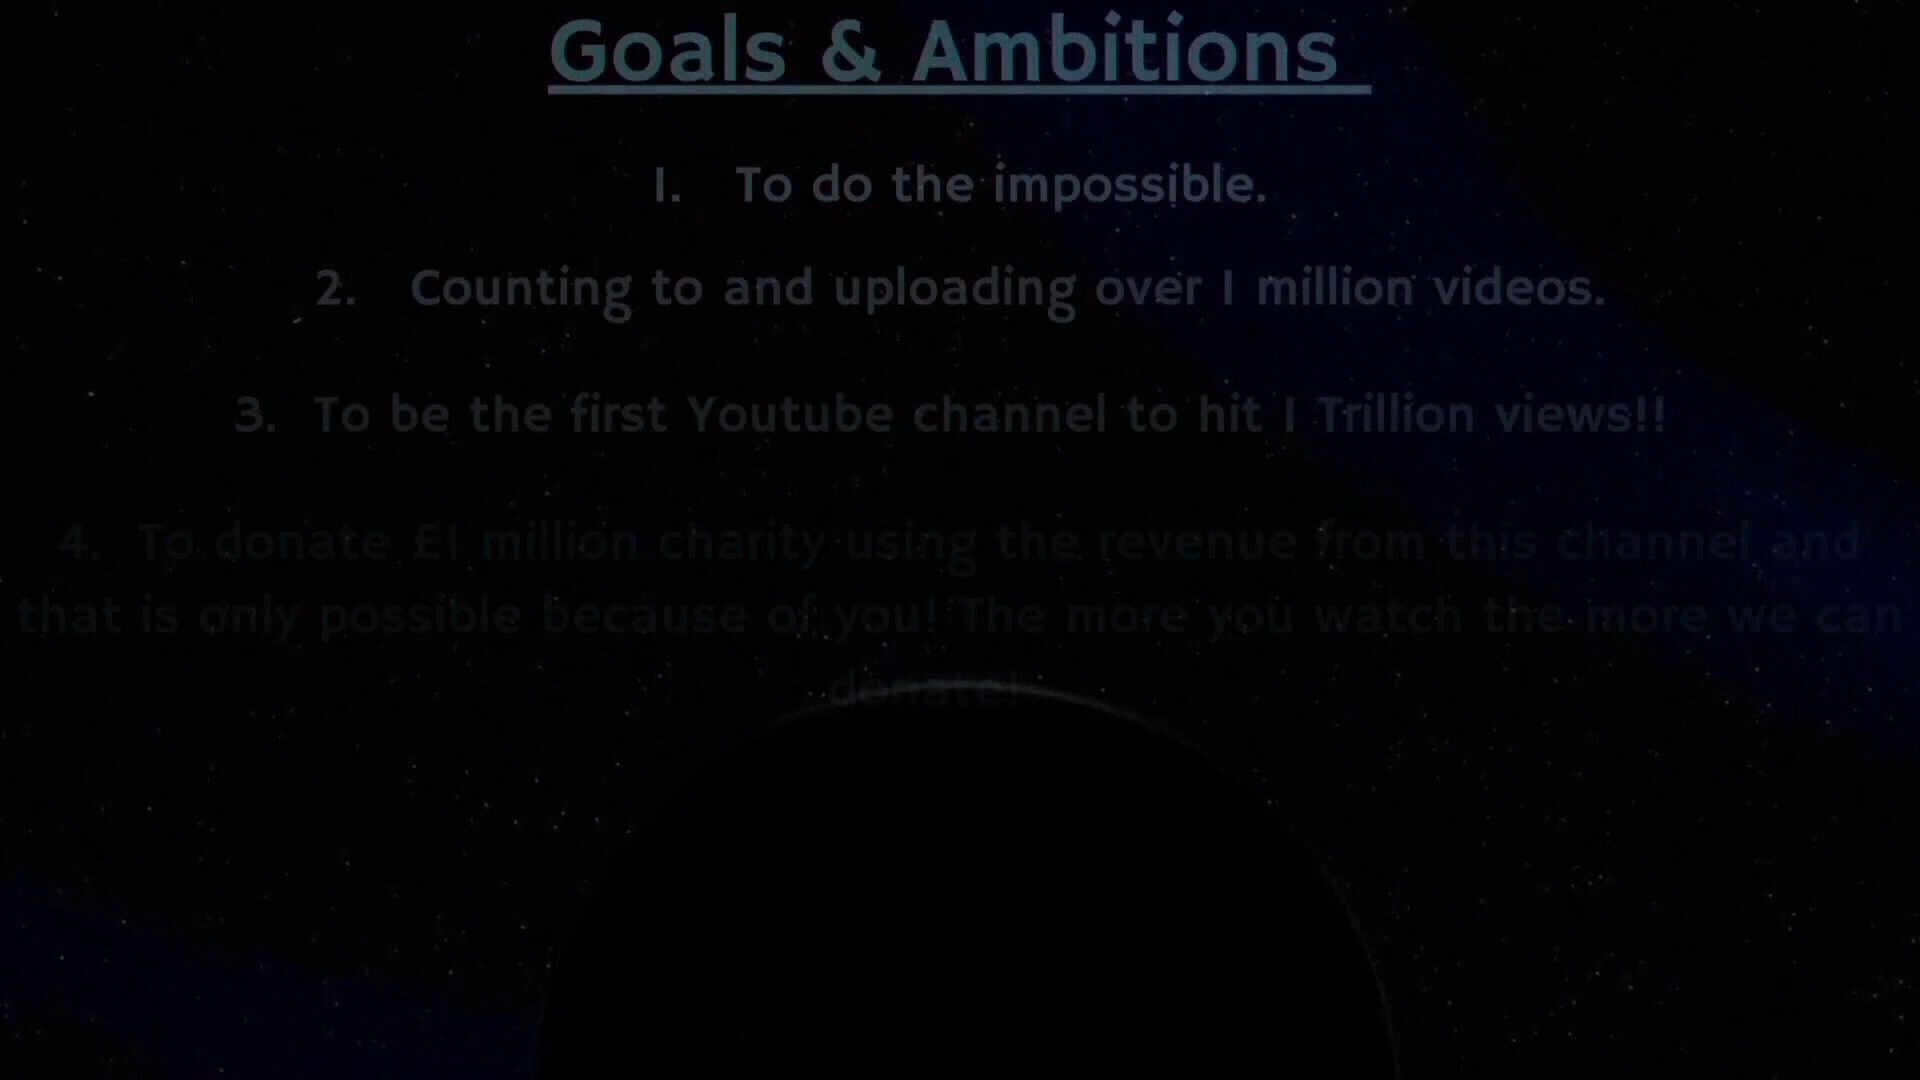 Goals & Ambitions
1. To do the impossible.
2. Counting to and uploading over 1 million videos.
3. To be the first Youtube channel to hit 1 Trillion views!!
4. To donate £1 million charity using the revenue from this channel and
that is only possible because of you! The more you watch the more we can
donate!